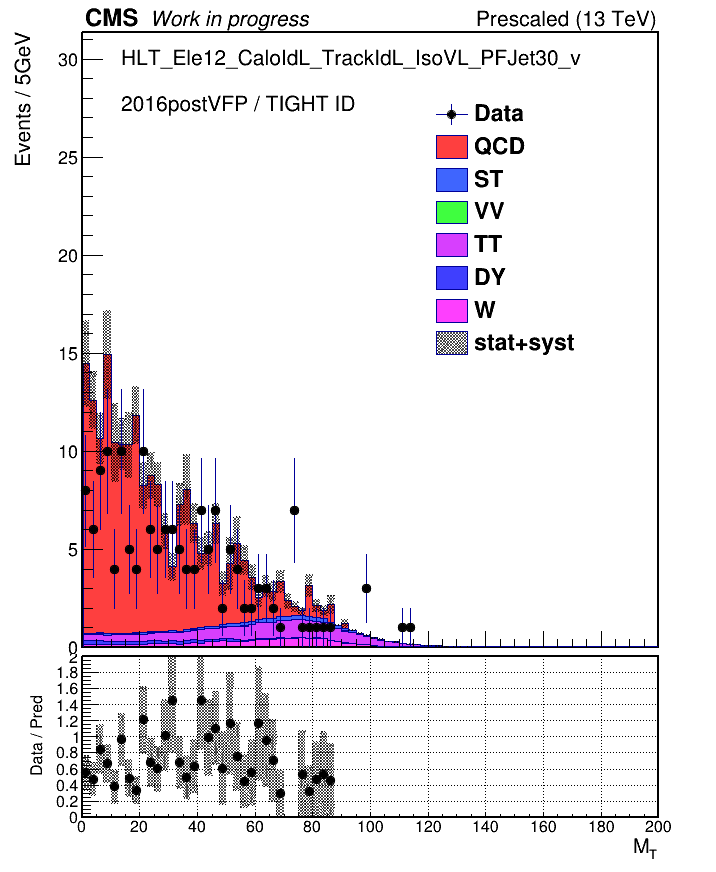 CMS Work in progress Prescaled (13 TeV)
Events / 5GeV
HLT_Ele12_CaloIdL_TrackIdL_IsoVL_PFJet30_v
2016postVFP / TIGHT ID
Data
QCD
ST
VV
TT
DY
W
stat+syst
30
25
20
15
10
5
0
Data / Pred
2
1.8
1.6
1.4
1.2
1
0.8
0.6
0.4
0.2
0
0 20 40 60 80 100 120 140 160 180 200
M_T